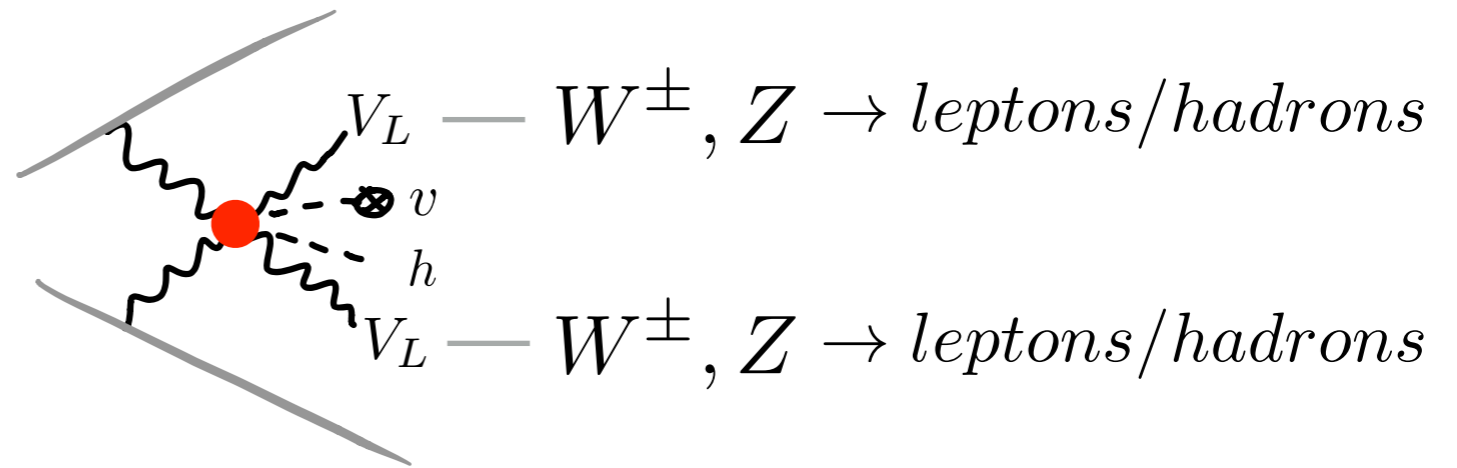 V_L — W^±, Z → leptons/hadrons
v
h
V_L — W^±, Z → leptons/hadrons